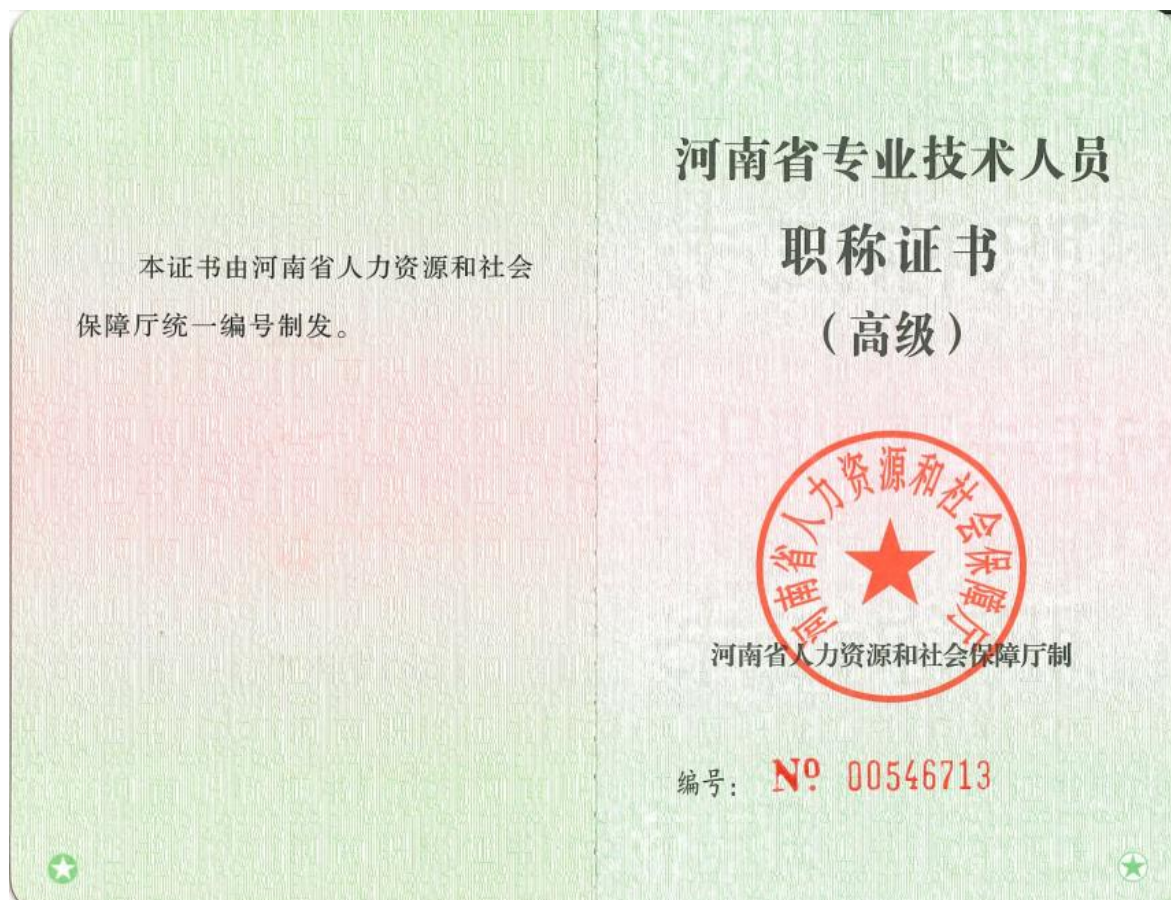 本证书由河南省人力资源和社会
保障厅统一编号制发。
河南省专业技术人员
职称证书
（高级）
河南省人力资源和社会保障厅
河南省人力资源和社会保障厅制
编号： № 00546713